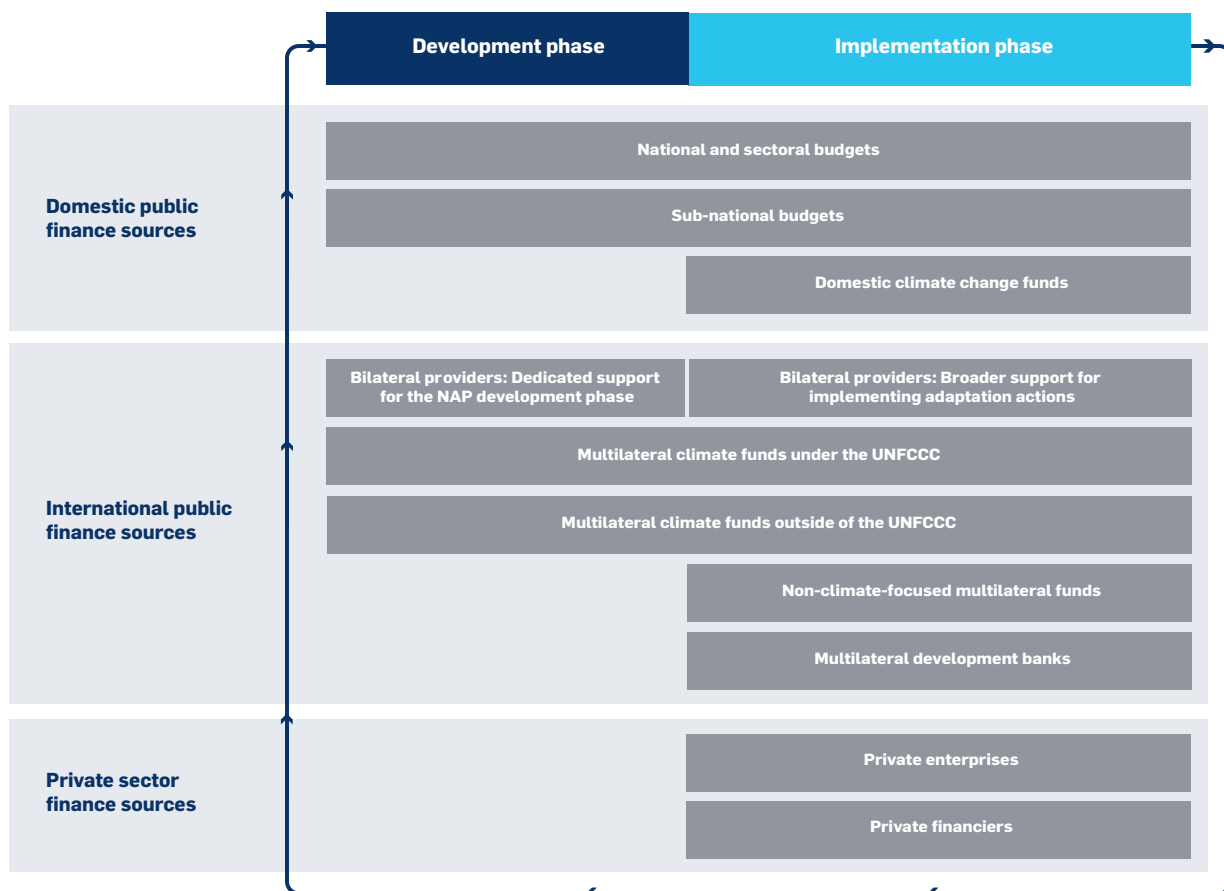 Development phase
Implementation phase
Domestic public
finance sources
National and sectoral budgets
Sub-national budgets
Domestic climate change funds
International public
finance sources
Bilateral providers: Dedicated support
for the NAP development phase
Bilateral providers: Broader support for
implementing adaptation actions
Multilateral climate funds under the UNFCCC
Multilateral climate funds outside of the UNFCCC
Non-climate-focused multilateral funds
Multilateral development banks
Private sector
finance sources
Private enterprises
Private financiers